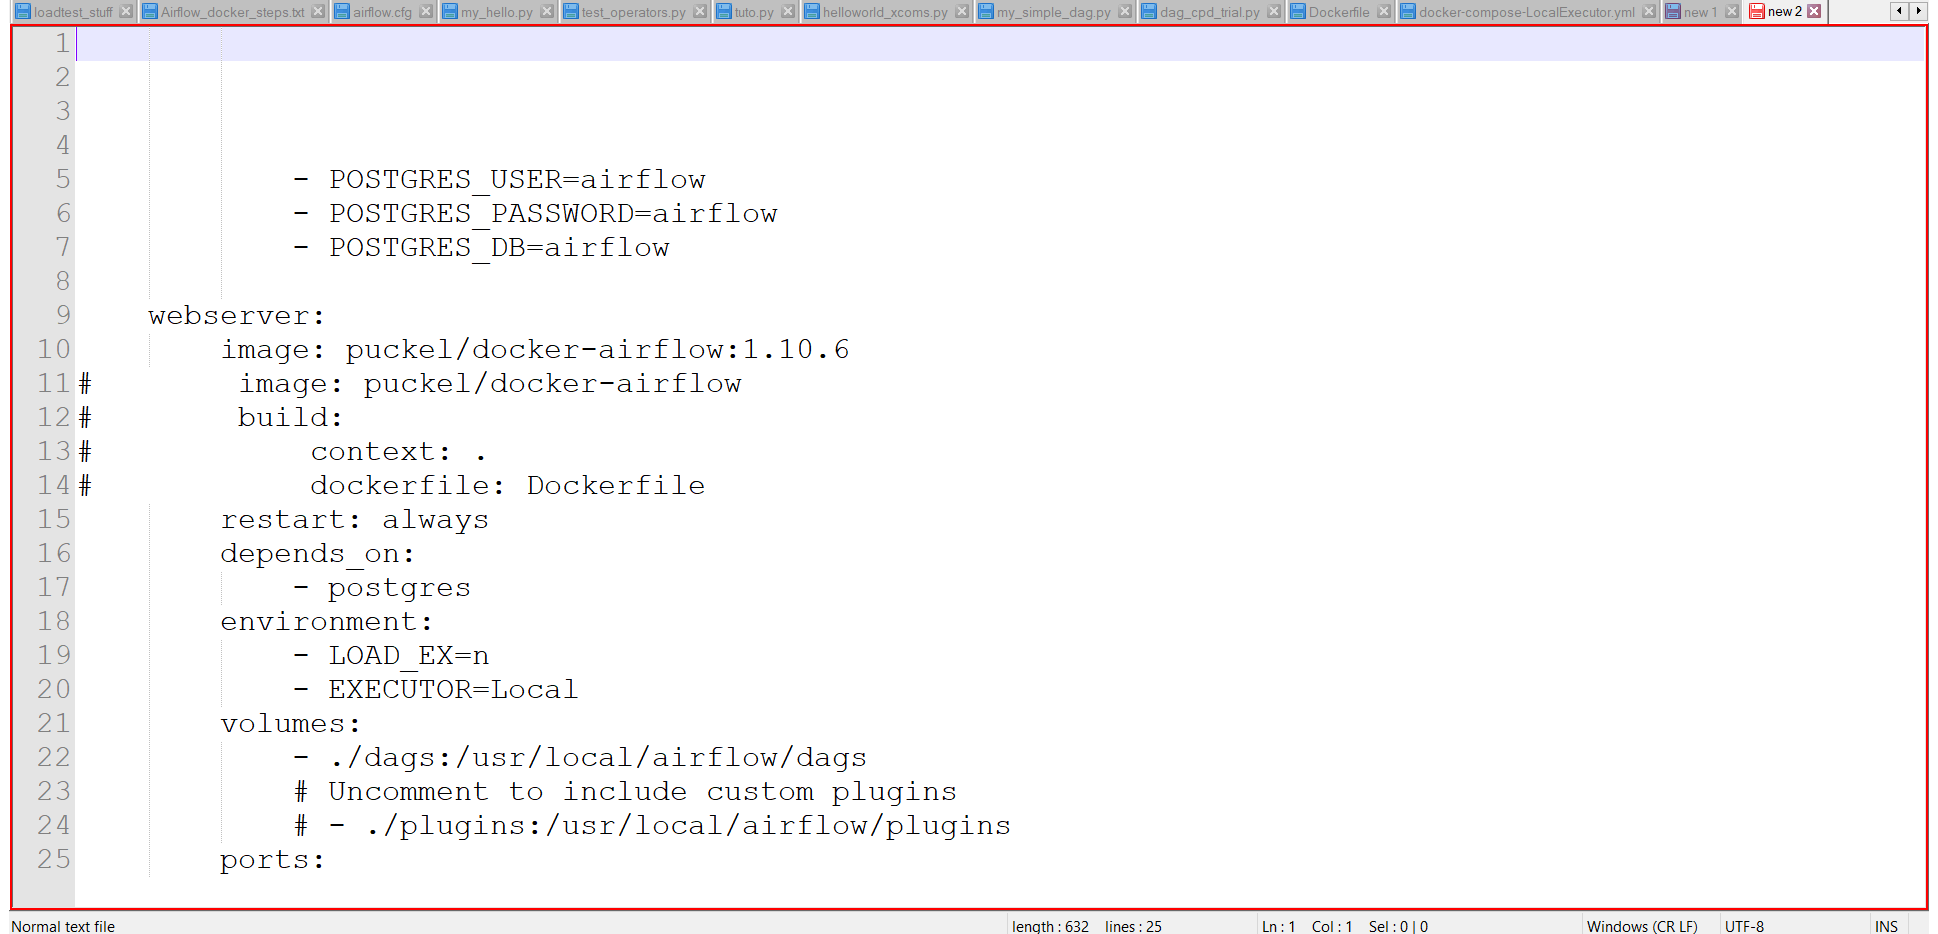 loadtest_stuff Airflow_docker_steps.txt airflow.cfg my_hello.py test_operators.py tuto.py helloworld_xcoms.py my_simple_dag.py dag_cpd_trial.py Dockerfile docker-compose-LocalExecutor.yml new 1 new 2
1
2
3
4
5 - POSTGRES_USER=airflow
6 - POSTGRES_PASSWORD=airflow
7 - POSTGRES_DB=airflow
8
9 webserver:
10 image: puckel/docker-airflow:1.10.6
11 # image: puckel/docker-airflow
12 # build:
13 # context: .
14 # dockerfile: Dockerfile
15 restart: always
16 depends_on:
17 - postgres
18 environment:
19 - LOAD_EX=n
20 - EXECUTOR=Local
21 volumes:
22 - ./dags:/usr/local/airflow/dags
23 # Uncomment to include custom plugins
24 # - ./plugins:/usr/local/airflow/plugins
25 ports:
Normal text file length : 632 lines : 25 Ln : 1 Col : 1 Sel : 0 | 0 Windows (CR LF) UTF-8 INS